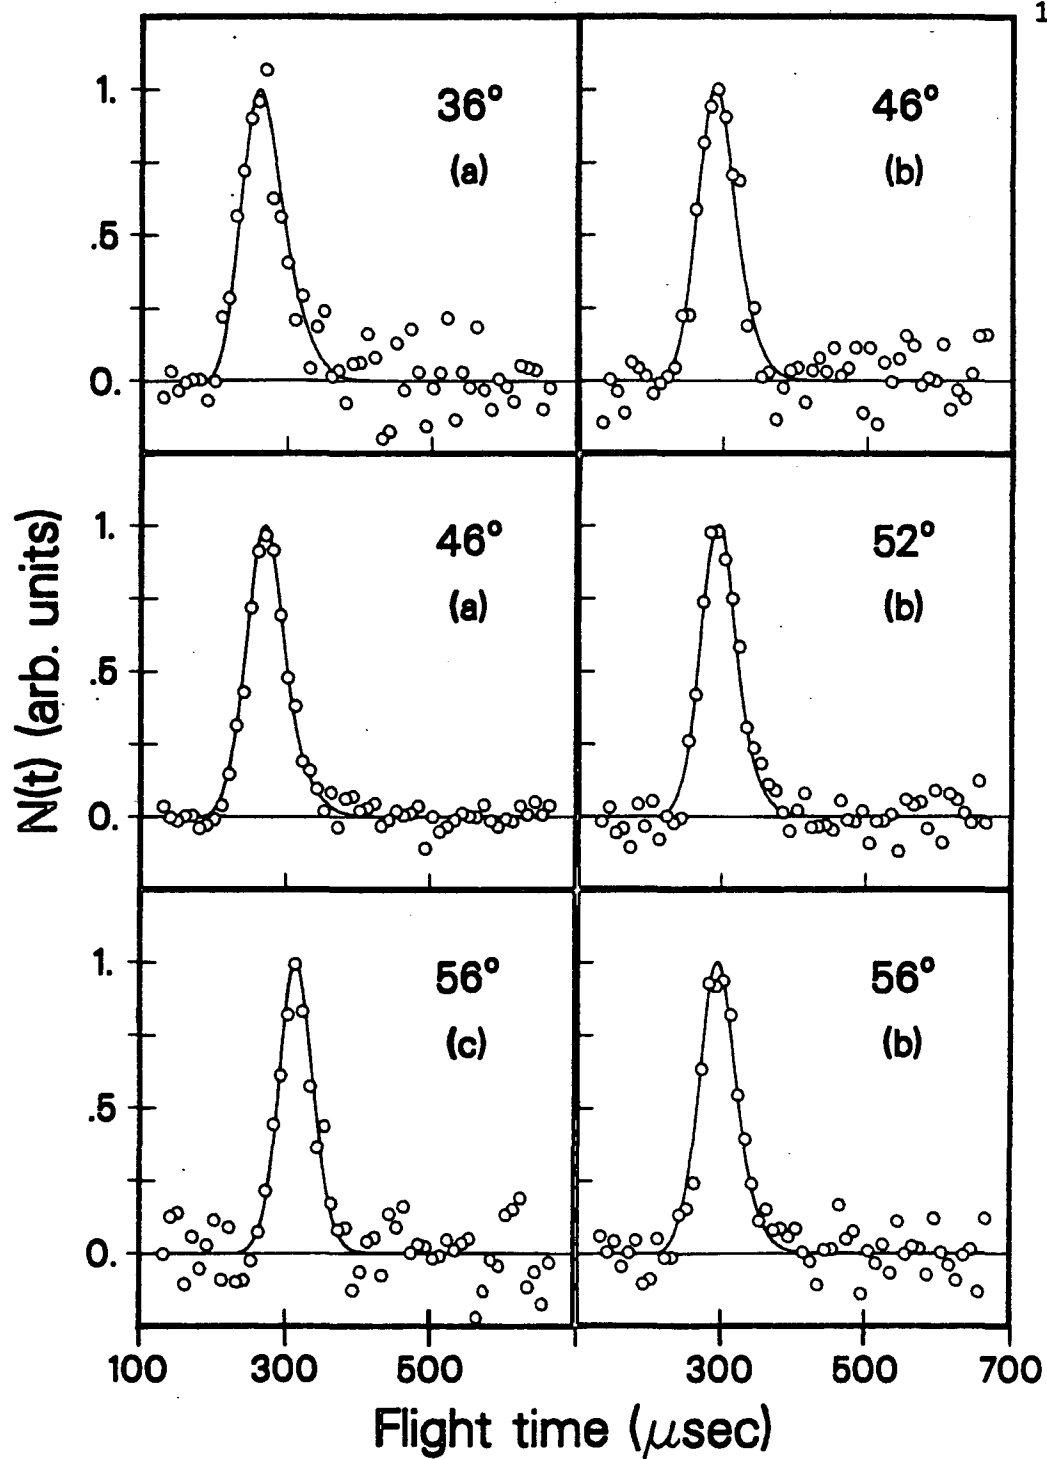 1
1.
.5
0.
36°
(a)
46°
(b)
1.
.5
0.
46°
(a)
52°
(b)
1.
.5
0.
56°
(c)
56°
(b)
N(t) (arb. units)
100 300 500 300 500 700
Flight time (μsec)